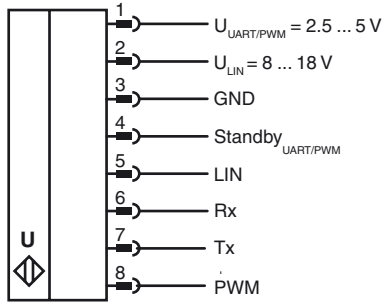 1 U_UART/PWM = 2.5 ... 5 V
2 U_LIN = 8 ... 18 V
3 GND
4 Standby_UART/PWM
5 LIN
6 Rx
7 Tx
8 PWM
U